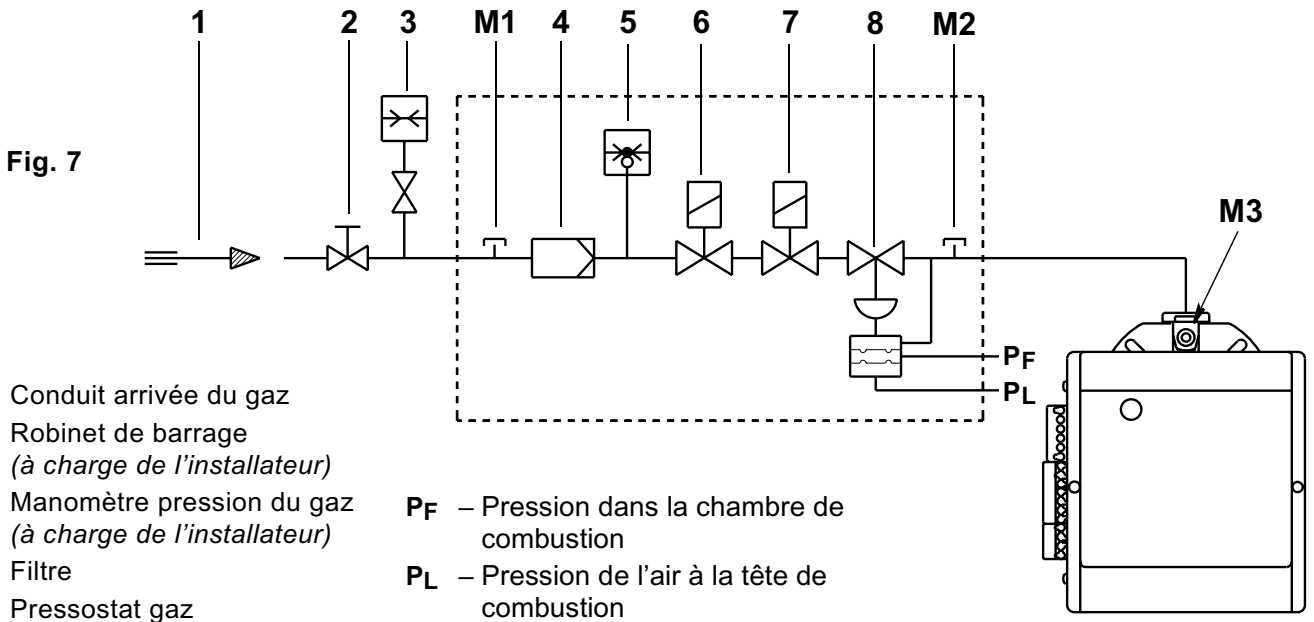 1 2 3 M1 4 5 6 7 8 M2
Fig. 7
M3
PF
PL
Conduit arrivée du gaz
Robinet de barrage
(à charge de l’installateur)
Manomètre pression du gaz
(à charge de l’installateur)
Filtre
Pressostat gaz
PF – Pression dans la chambre de
combustion
PL – Pression de l’air à la tête de
combustion